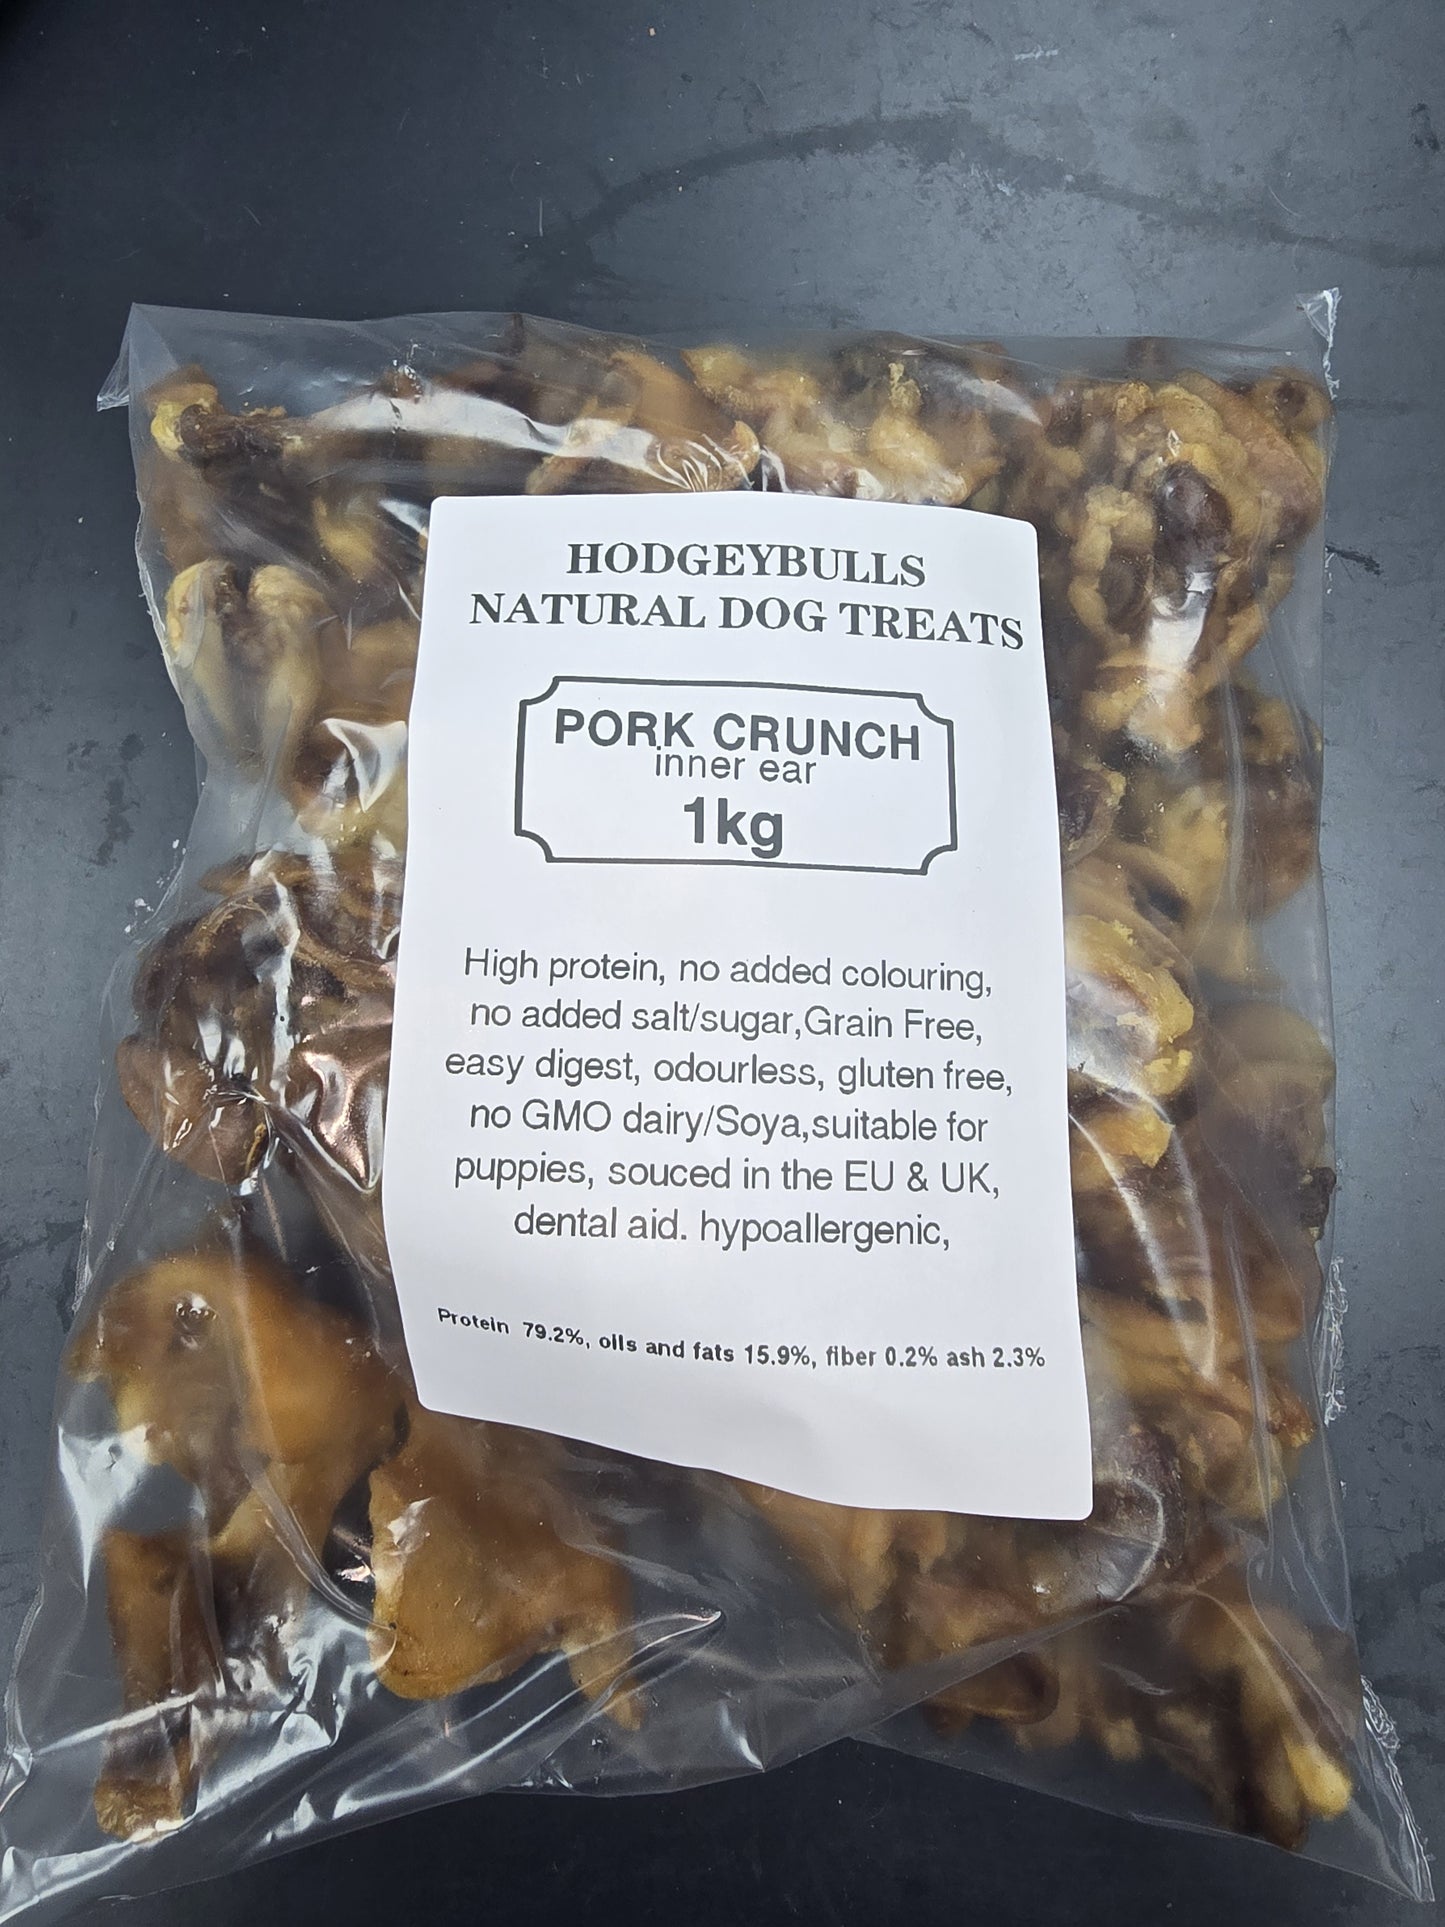 HODGEYBULLS
NATURAL DOG TREATS
PORK CRUNCH
inner ear
1kg
High protein, no added colouring,
no added salt/sugar,Grain Free,
easy digest, odourless, gluten free,
no GMO dairy/Soya,suitable for
puppies, souced in the EU & UK,
dental aid. hypoallergenic,
Protein 79.2%, oils and fats 15.9%, fiber 0.2% ash 2.3%